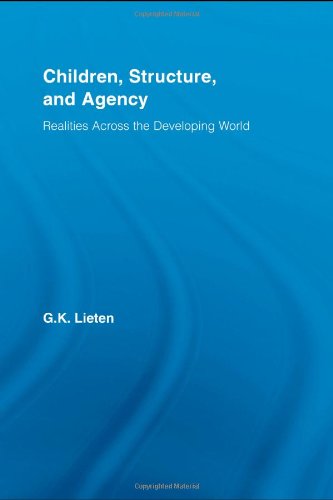 Children, Structure,
and Agency
Realities Across the Developing World
G.K. Lieten